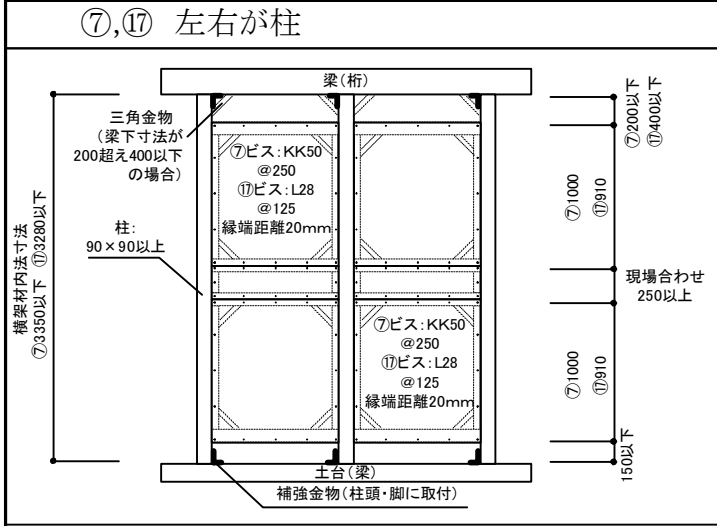 ⑦,⑰ 左右が柱
梁(桁)
三角金物
(梁下寸法が
200超え400以下
の場合)
⑦ビス:KK50
@250
⑰ビス:L28
@125
縁端距離20mm
柱:
90×90以上
横架材内法寸法
⑦3350以下 ⑰3280以下
⑦ビス:KK50
@250
⑰ビス:L28
@125
縁端距離20mm
⑦200以下
⑰400以下
⑦1000
⑰910
現場合わせ
250以上
⑦1000
⑰910
150以下
土台(梁)
補強金物(柱頭・脚に取付)